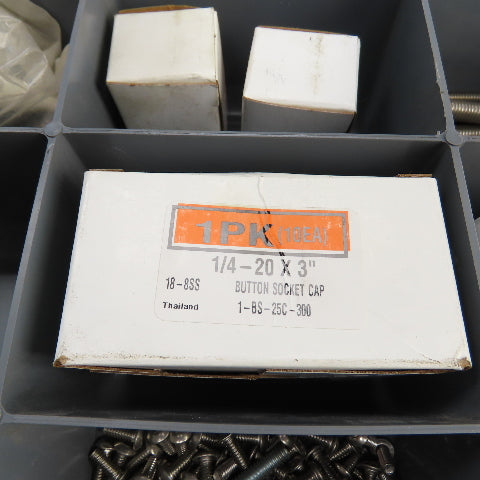 1PK (10EA)
1/4-20 X 3"
18-8SS BUTTON SOCKET CAP
Thailand 1-BS-25C-300